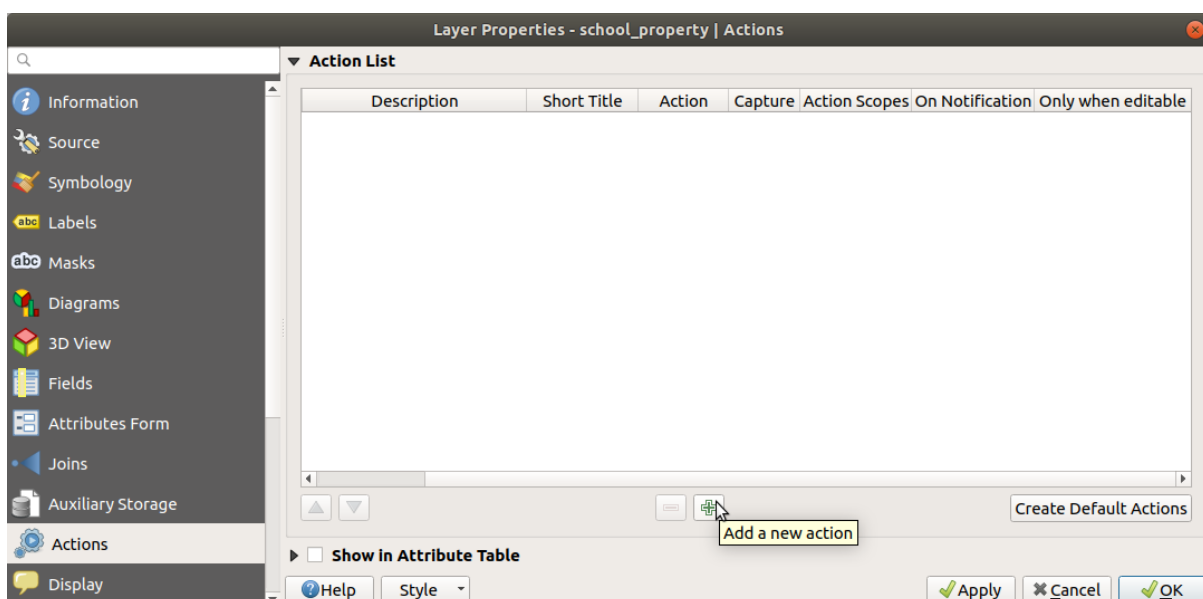 Layer Properties - school_property | Actions
Information
Source
Symbology
abc Labels
abc Masks
Diagrams
3D View
Fields
Attributes Form
Joins
Auxiliary Storage
Actions
Display
Action List
Description Short Title Action Capture Action Scopes On Notification Only when editable
Create Default Actions
Add a new action
Show in Attribute Table
Help Style Apply Cancel OK